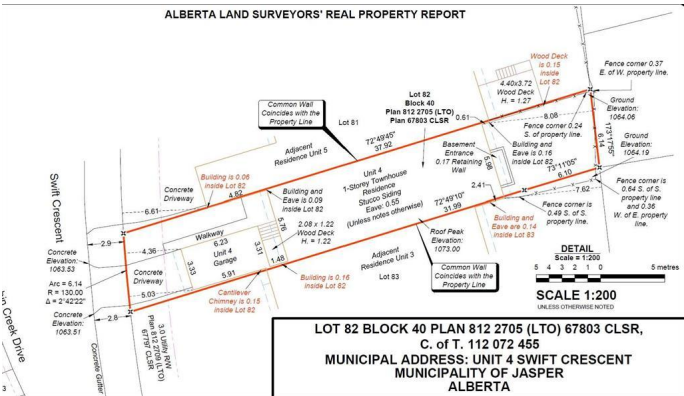 ALBERTA LAND SURVEYORS' REAL PROPERTY REPORT
Wood Deck
is 0.15
inside
Lot 82
Fence corner 0.37
E. of W. property line.
4.40x3.72
Wood Deck
H. = 1.27
Lot 82
Block 40
Plan 812 2705 (LTO)
Plan 67803 CLSR
Common Wall
Coincides with the
Property Line
Lot 81
Ground
Elevation:
1064.06
0.61
8.08
Fence corner 0.24
S. of property line.
173°17'55"
6.14
72°49'45"
37.92
Building and
Eave is 0.16
inside Lot 82
Basement
Entrance
0.17 Retaining
Wall
5.98
Ground
Elevation:
1064.19
Adjacent
Residence Unit 5
Building is 0.06
inside Lot 82
Unit 4
1-Storey Townhouse
Residence
Stucco Siding
Eave: 0.55
(Unless notes otherwise)
73°11'05"
6.10
7.62
2.41
Swift Crescent
Concrete
Driveway
4.82
Building and
Eave is 0.09
inside Lot 82
Fence corner is
0.64 S. of S.
property line
and 0.36
W. of E. property
line.
Fence corner is
0.49 S. of S.
property line.
72°49'10"
31.99
6.61
2.08 x 1.22
Wood Deck
H. = 1.22
5.76
Building and
Eave are 0.14
inside Lot 83
Walkway
2.9
4.36
6.23
Unit 4
Garage
3.31
3.33
Roof Peak
Elevation:
1073.00
Concrete
Elevation:
1063.53
Adjacent
Residence Unit 3
Lot 83
DETAIL
Scale = 1:200
Concrete
Driveway
5.91
1.48
Building is 0.16
inside Lot 82
Common Wall
Coincides with the
Property Line
5 4 3 2 1 0 5 metres
Arc = 6.14
R = 130.00
Δ = 2°42'22"
5.03
Cantilever
Chimney is 0.15
inside Lot 82
SCALE 1:200
UNLESS OTHERWISE NOTED
Concrete
Elevation:
1063.51
2.8
3.0 Utility R/W
Plan 812 2709 (LTO)
67797 CLSR
Concrete Gutter
Creek Drive
3
LOT 82 BLOCK 40 PLAN 812 2705 (LTO) 67803 CLSR,
C. of T. 112 072 455
MUNICIPAL ADDRESS: UNIT 4 SWIFT CRESCENT
MUNICIPALITY OF JASPER
ALBERTA